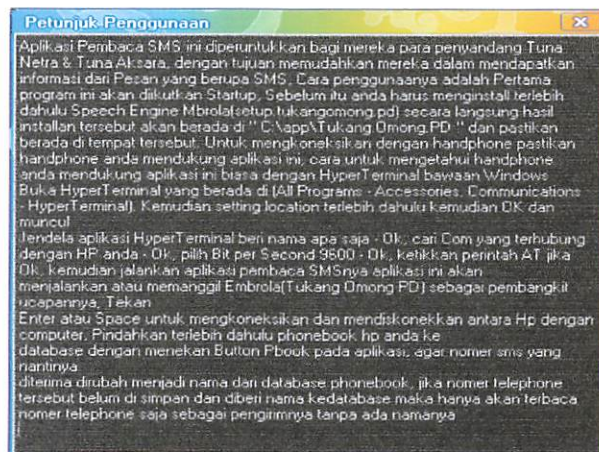 Petunjuk Penggunaan
Aplikasi Pembaca SMS ini diperuntukkan bagi mereka para penyandang Tuna
Netra & Tuna Aksara, dengan tujuan memudahkan mereka dalam mendapatkan
informasi dari Pesan yang berupa SMS, Cara penggunaanya adalah Pertama
program ini akan diikutkan Startup, Sebelum itu anda harus menginstall terlebih
dahulu Speech Engine Mbrola(setup.tukangomong.pd) secara langsung hasil
installan tersebut akan berada di " C:\app\Tukang.Omong.PD " dan pastikan
berada di tempat tersebut. Untuk mengkoneksikan dengan handphone pastikan
handphone anda mendukung aplikasi ini, cara untuk mengetahui handphone
anda mendukung aplikasi ini biasa dengan HyperTerminal bawaan Windows
Buka HyperTerminal yang berada di (All Programs - Accessories, Communications
- HyperTerminal). Kemudian setting location terlebih dahulu kemudian OK dan
muncul
Jendela aplikasi HyperTerminal beri nama apa saja - Ok, cari Com yang terhubung
dengan HP anda - Ok, pilih Bit per Second 9600 - Ok, ketikkan perintah AT jika
Ok, kemudian jalankan aplikasi pembaca SMSnya aplikasi ini akan
menjalankan atau memanggil Embrola(Tukang Omong PD) sebagai pembangkit
ucapannya, Tekan
Enter atau Space untuk mengkoneksikan dan mendiskonekkan antara Hp dengan
computer. Pindahkan terlebih dahulu phonebook hp anda ke
database dengan menekan Button Pbook pada aplikasi, agar nomer sms yang
nantinya
diterima dirubah menjadi nama dari database phonebook, jika nomer telephone
tersebut belum di simpan dan diberi nama kedatabase maka hanya akan terbaca
nomer telephone saja sebagai pengirimnya tanpa ada namanya